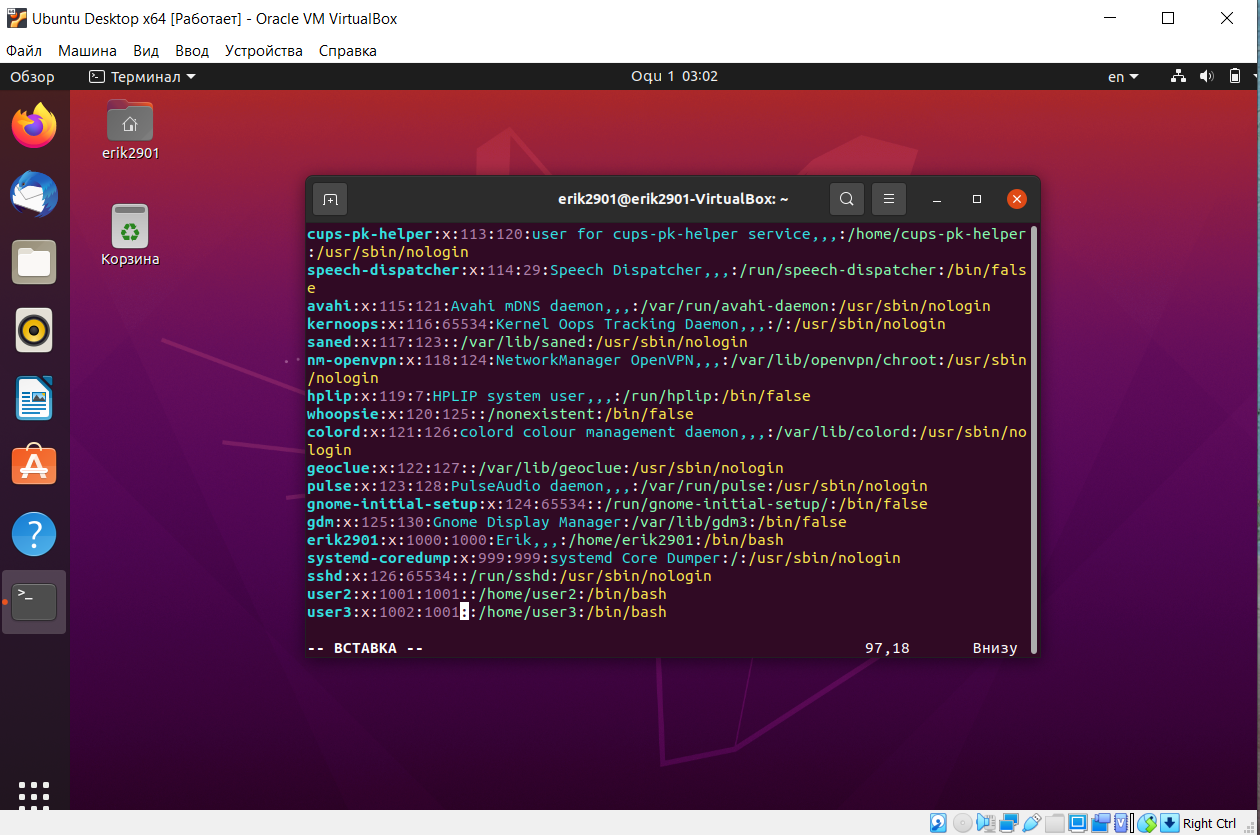 Ubuntu Desktop x64 [Работает] - Oracle VM VirtualBox
Файл Машина Вид Ввод Устройства Справка
Обзор Терминал Oqu 1 03:02 en
erik2901
Корзина
erik2901@erik2901-VirtualBox: ~
cups-pk-helper:x:113:120:user for cups-pk-helper service,,,:/home/cups-pk-helper
:/usr/sbin/nologin
speech-dispatcher:x:114:29:Speech Dispatcher,,,:/run/speech-dispatcher:/bin/fals
e
avahi:x:115:121:Avahi mDNS daemon,,,:/var/run/avahi-daemon:/usr/sbin/nologin
kernoops:x:116:65534:Kernel Oops Tracking Daemon,,,:/:/usr/sbin/nologin
saned:x:117:123::/var/lib/saned:/usr/sbin/nologin
nm-openvpn:x:118:124:NetworkManager OpenVPN,,,:/var/lib/openvpn/chroot:/usr/sbin
/nologin
hplip:x:119:7:HPLIP system user,,,:/run/hplip:/bin/false
whoopsie:x:120:125::/nonexistent:/bin/false
colord:x:121:126:colord colour management daemon,,,:/var/lib/colord:/usr/sbin/no
login
geoclue:x:122:127::/var/lib/geoclue:/usr/sbin/nologin
pulse:x:123:128:PulseAudio daemon,,,:/var/run/pulse:/usr/sbin/nologin
gnome-initial-setup:x:124:65534::/run/gnome-initial-setup/:/bin/false
gdm:x:125:130:Gnome Display Manager:/var/lib/gdm3:/bin/false
erik2901:x:1000:1000:Erik,,,:/home/erik2901:/bin/bash
systemd-coredump:x:999:999:systemd Core Dumper:/:/usr/sbin/nologin
sshd:x:126:65534::/run/sshd:/usr/sbin/nologin
user2:x:1001:1001::/home/user2:/bin/bash
user3:x:1002:1001::/home/user3:/bin/bash
-- ВСТАВКА -- 97,18 Внизу
Right Ctrl